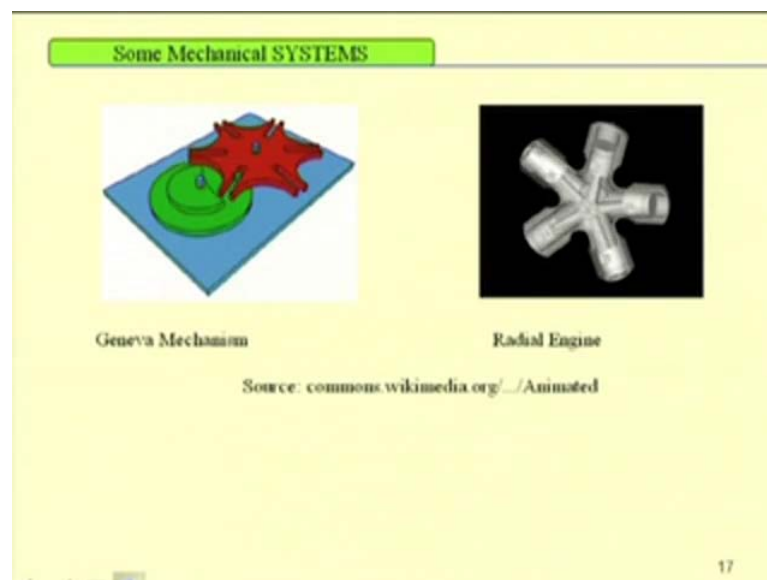 Some Mechanical SYSTEMS
Geneva Mechanism
Radial Engine
Source: commons.wikimedia.org/.../Animated
17